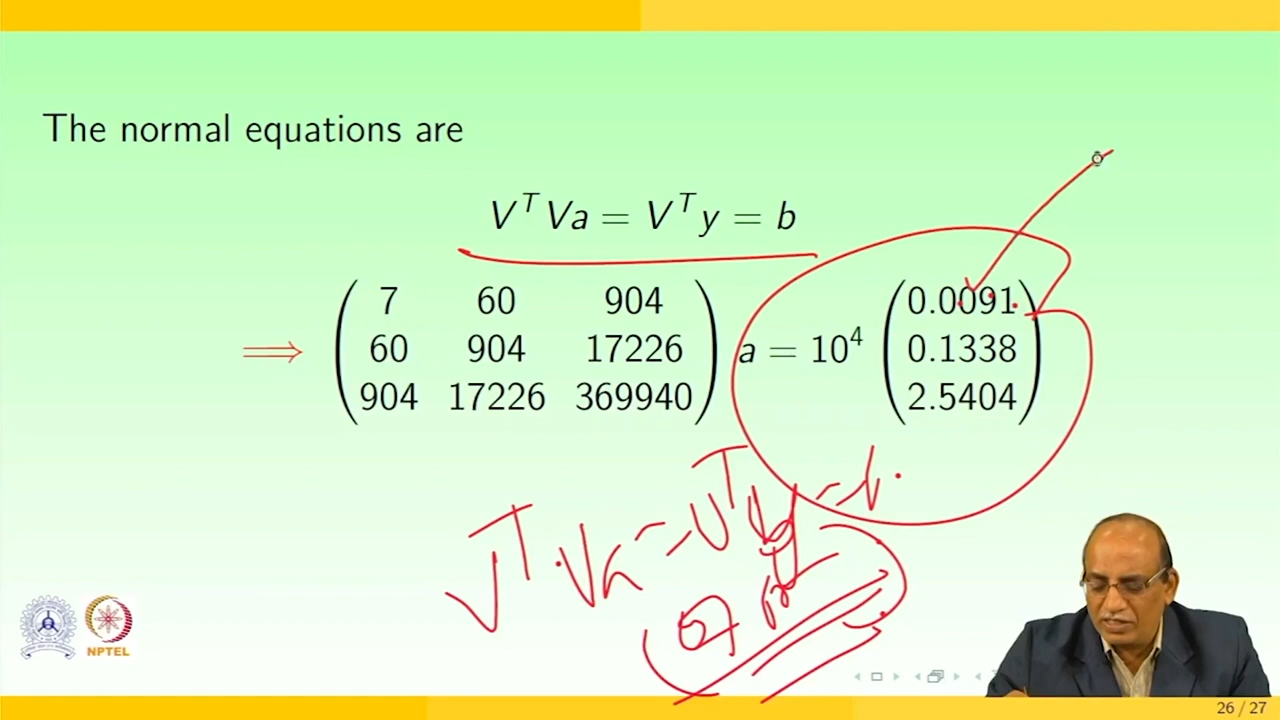 The normal equations are
V^T Va = V^T y = b
⟹ (7 60 904; 60 904 17226; 904 17226 369940) a = 10^4 (0.0091; 0.1338; 2.5404)
V^T · Va = V^T y = b.
NPTEL
26 / 27